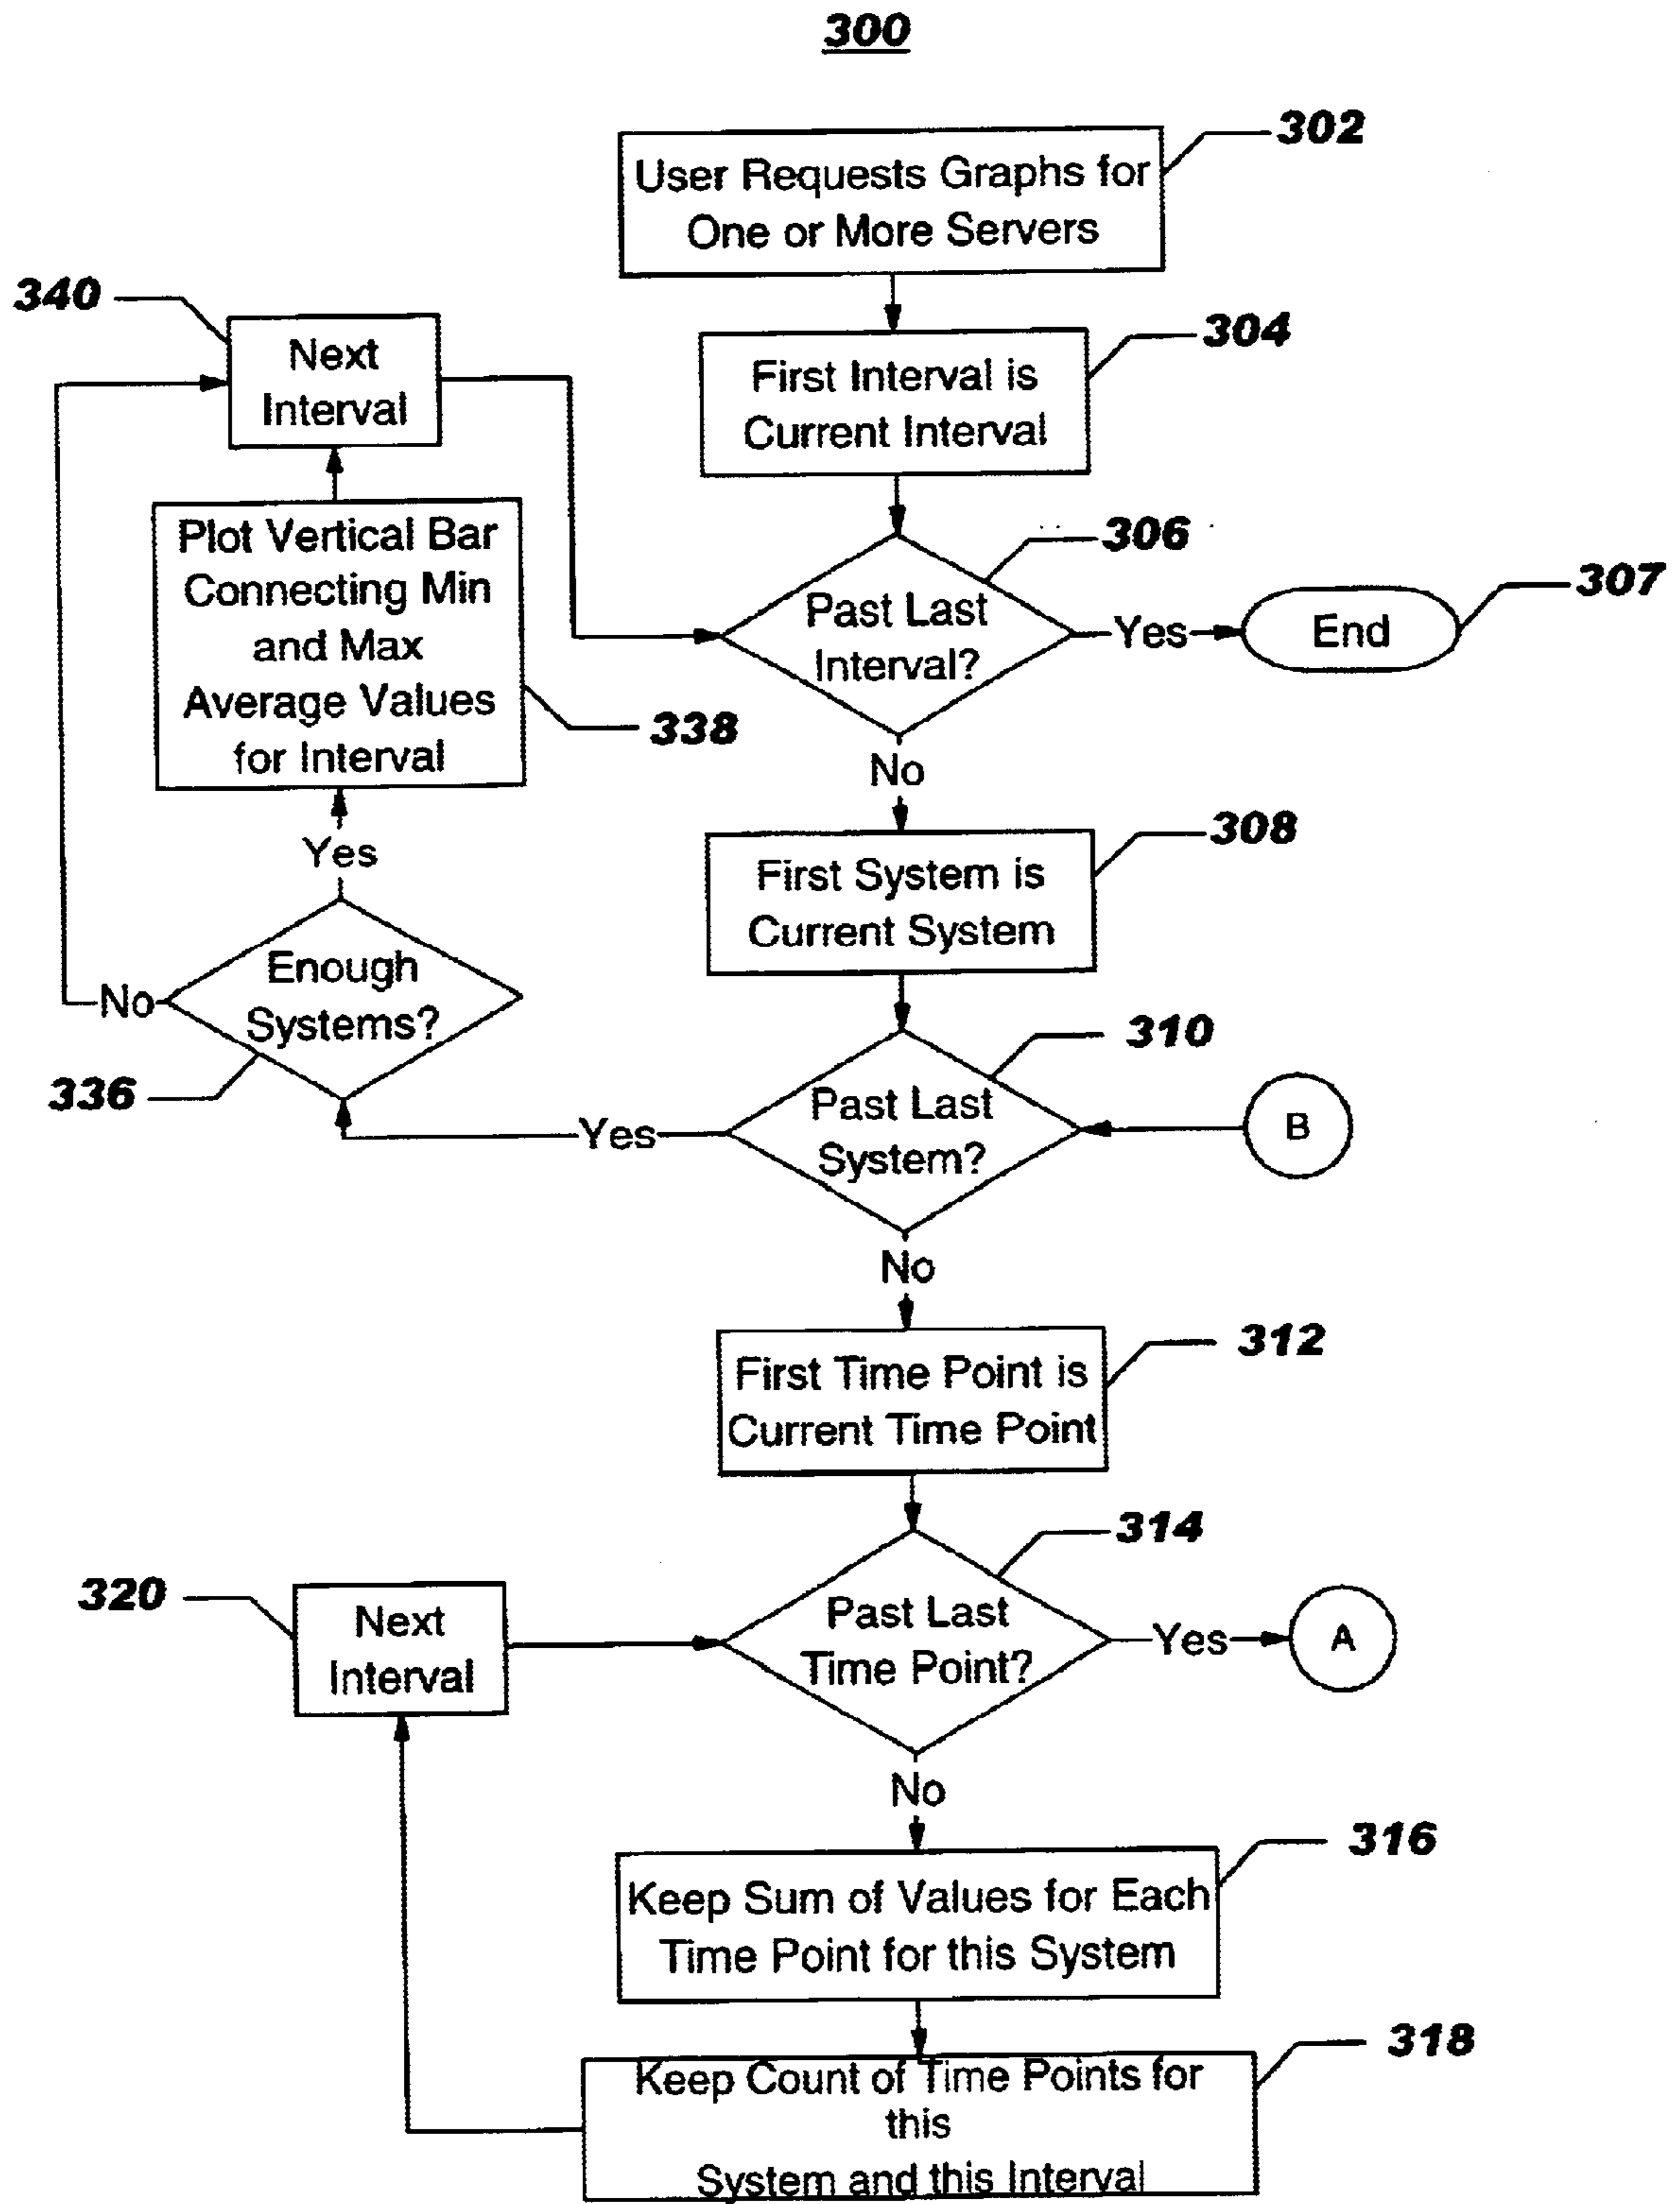 300
302
User Requests Graphs for
One or More Servers
340
Next
Interval
304
First Interval is
Current Interval
306
Past Last
Interval?
Yes
307
End
Plot Vertical Bar
Connecting Min
and Max
Average Values
for Interval
338
No
308
First System is
Current System
Yes
Enough
Systems?
No
336
310
Past Last
System?
Yes
B
No
312
First Time Point is
Current Time Point
314
Past Last
Time Point?
Yes
A
320
Next
Interval
No
316
Keep Sum of Values for Each
Time Point for this System
318
Keep Count of Time Points for
this
System and this Interval